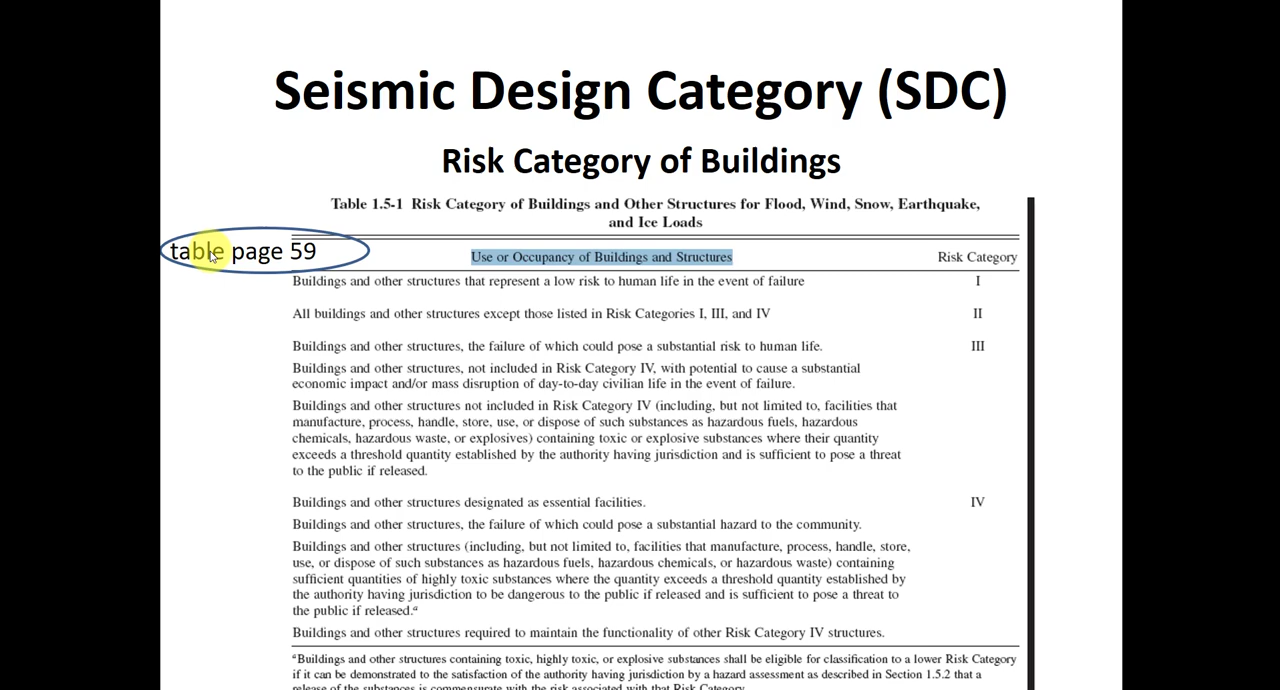 Seismic Design Category (SDC)
Risk Category of Buildings
Table 1.5-1 Risk Category of Buildings and Other Structures for Flood, Wind, Snow, Earthquake,
and Ice Loads
table page 59
Use or Occupancy of Buildings and Structures Risk Category
Buildings and other structures that represent a low risk to human life in the event of failure I
All buildings and other structures except those listed in Risk Categories I, III, and IV II
Buildings and other structures, the failure of which could pose a substantial risk to human life. III
Buildings and other structures, not included in Risk Category IV, with potential to cause a substantial
economic impact and/or mass disruption of day-to-day civilian life in the event of failure.
Buildings and other structures not included in Risk Category IV (including, but not limited to, facilities that
manufacture, process, handle, store, use, or dispose of such substances as hazardous fuels, hazardous
chemicals, hazardous waste, or explosives) containing toxic or explosive substances where their quantity
exceeds a threshold quantity established by the authority having jurisdiction and is sufficient to pose a threat
to the public if released.
Buildings and other structures designated as essential facilities. IV
Buildings and other structures, the failure of which could pose a substantial hazard to the community.
Buildings and other structures (including, but not limited to, facilities that manufacture, process, handle, store,
use, or dispose of such substances as hazardous fuels, hazardous chemicals, or hazardous waste) containing
sufficient quantities of highly toxic substances where the quantity exceeds a threshold quantity established by
the authority having jurisdiction to be dangerous to the public if released and is sufficient to pose a threat to
the public if released.a
Buildings and other structures required to maintain the functionality of other Risk Category IV structures.
aBuildings and other structures containing toxic, highly toxic, or explosive substances shall be eligible for classification to a lower Risk Category
if it can be demonstrated to the satisfaction of the authority having jurisdiction by a hazard assessment as described in Section 1.5.2 that a
release of the substances is commensurate with the risk associated with that Risk Category.